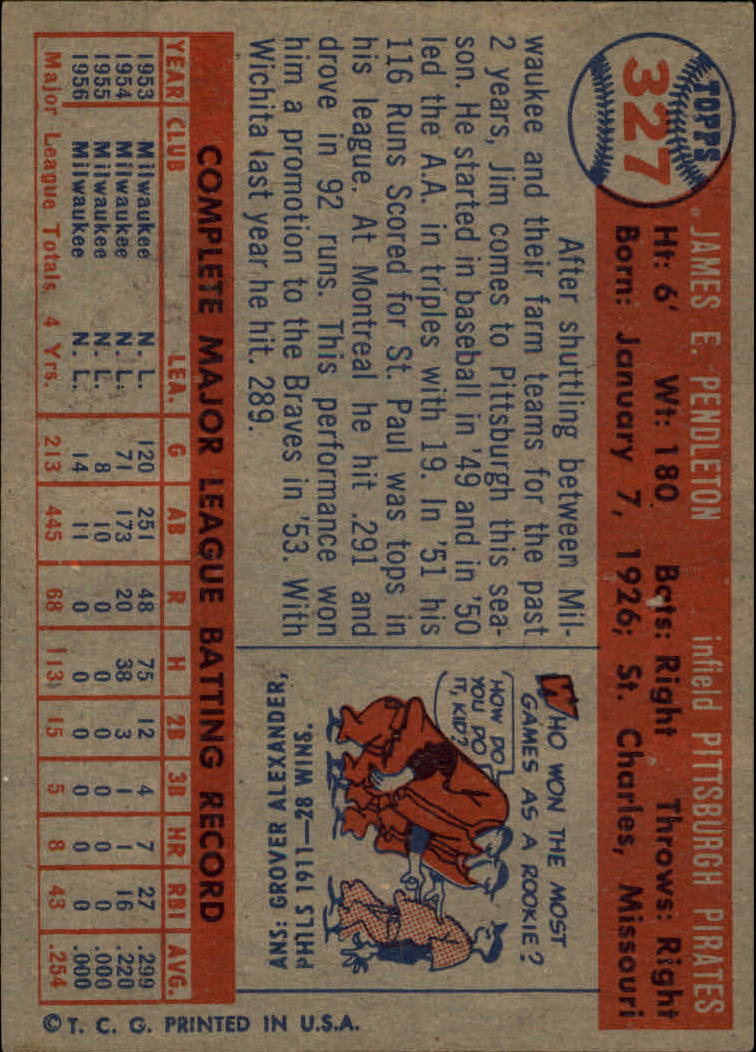 TOPPS
327
JAMES E. PENDLETON infield PITTSBURGH PIRATES
Ht: 6' Wt: 180 Bats: Right Throws: Right
Born: January 7, 1926; St. Charles, Missouri
After shuttling between Mil-
waukee and their farm teams for the past
2 years, Jim comes to Pittsburgh this sea-
son. He started in baseball in '49 and in '50
led the A.A. in triples with 19. In '51 his
116 Runs Scored for St. Paul was tops in
his league. At Montreal he hit .291 and
drove in 92 runs. This performance won
him a promotion to the Braves in '53. With
Wichita last year he hit .289.
WHO WON THE MOST
GAMES AS A ROOKIE?
HOW DO
YOU DO
IT, KID?
ANS: GROVER ALEXANDER,
PHILS 1911—28 WINS.
COMPLETE MAJOR LEAGUE BATTING RECORD
YEAR CLUB LEA. G AB R H 2B 3B HR RBI AVG.
1953 Milwaukee N.L. 120 251 48 75 12 4 7 27 .299
1954 Milwaukee N.L. 71 173 20 38 3 1 1 16 .220
1955 Milwaukee N.L. 8 10 0 0 0 0 0 0 .000
1956 Milwaukee N.L. 14 11 0 0 0 0 0 0 .000
Major League Totals 4 Yrs. 213 445 68 113 15 5 8 43 .254
© T. C. G. PRINTED IN U.S.A.